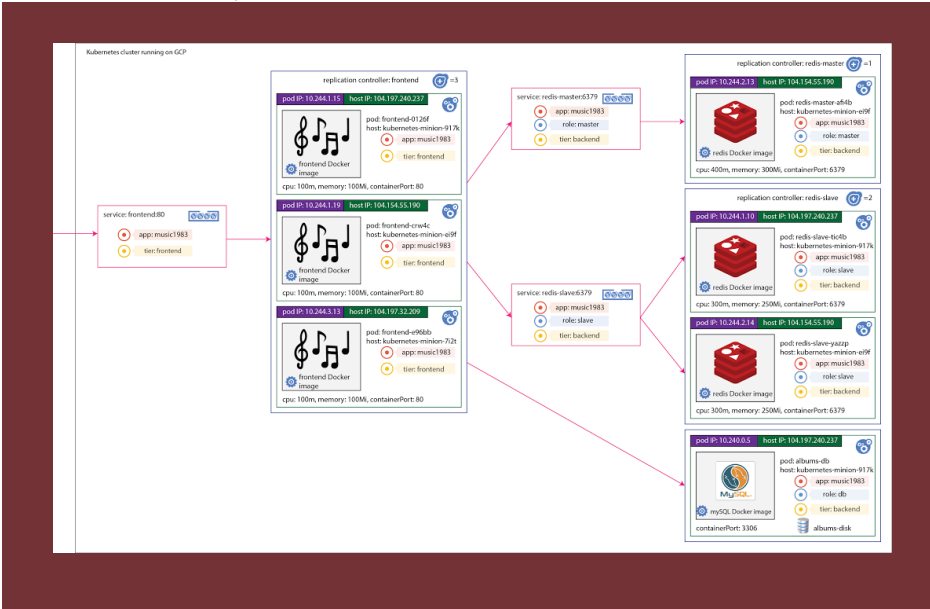 Kubernetes cluster running on GCP
service: frontend:80
app: music1983
tier: frontend
replication controller: frontend =3
pod IP: 10.244.1.15 host IP: 104.197.240.237
pod: frontend-0126f
host: kubernetes-minion-917k
app: music1983
tier: frontend
frontend Docker
image
cpu: 100m, memory: 100Mi, containerPort: 80
pod IP: 10.244.1.19 host IP: 104.154.55.190
pod: frontend-crw4c
host: kubernetes-minion-ei9f
app: music1983
tier: frontend
frontend Docker
image
cpu: 100m, memory: 100Mi, containerPort: 80
pod IP: 10.244.3.13 host IP: 104.197.32.209
pod: frontend-e96bb
host: kubernetes-minion-7i2t
app: music1983
tier: frontend
frontend Docker
image
cpu: 100m, memory: 100Mi, containerPort: 80
service: redis-master:6379
app: music1983
role: master
tier: backend
service: redis-slave:6379
app: music1983
role: slave
tier: backend
replication controller: redis-master =1
pod IP: 10.244.2.13 host IP: 104.154.55.190
pod: redis-master-afi4b
host: kubernetes-minion-ei9f
app: music1983
role: master
tier: backend
redis Docker image
cpu: 400m, memory: 300Mi, containerPort: 6379
replication controller: redis-slave =2
pod IP: 10.244.1.10 host IP: 104.197.240.237
pod: redis-slave-tic4b
host: kubernetes-minion-917k
app: music1983
role: slave
tier: backend
redis Docker image
cpu: 300m, memory: 250Mi, containerPort: 6379
pod IP: 10.244.2.14 host IP: 104.154.55.190
pod: redis-slave-yazzp
host: kubernetes-minion-ei9f
app: music1983
role: slave
tier: backend
redis Docker image
cpu: 300m, memory: 250Mi, containerPort: 6379
pod IP: 10.240.0.5 host IP: 104.197.240.237
pod: albums-db
host: kubernetes-minion-917k
app: music1983
role: db
tier: backend
MySQL
mySQL Docker image
albums-disk
containerPort: 3306